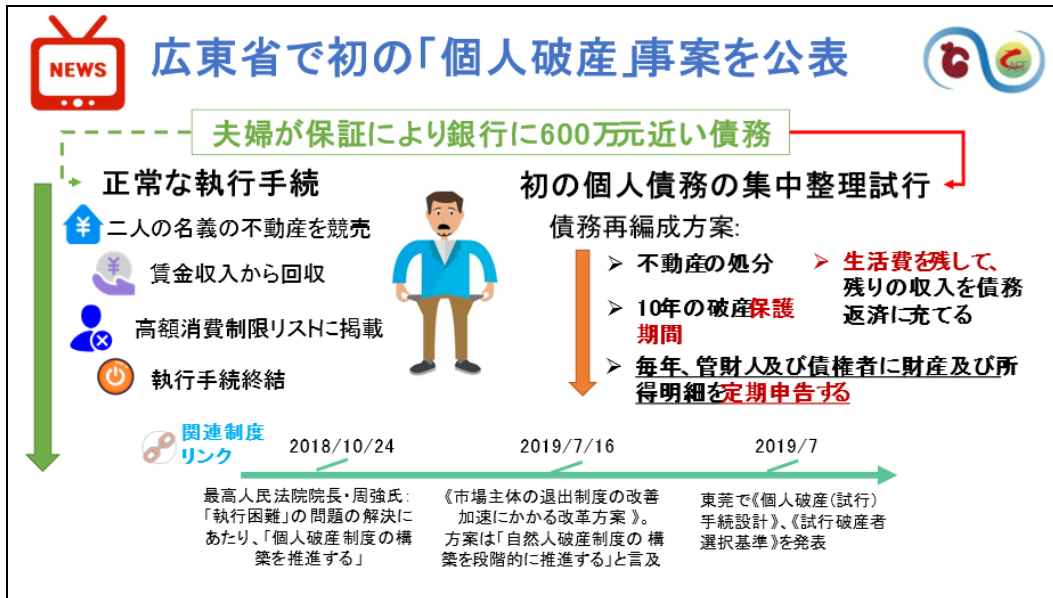 NEWS
広東省で初の「個人破産」事案を公表
夫婦が保証により銀行に600万元近い債務
正常な執行手続
二人の名義の不動産を競売
賃金収入から回収
高額消費制限リストに掲載
執行手続終結
初の個人債務の集中整理試行
債務再編成方案:
➢ 不動産の処分
➢ 10年の破産保護
期間
➢ 生活費を残して、
残りの収入を債務
返済に充てる
➢ 毎年、管財人及び債権者に財産及び所
得明細を定期申告する
関連制度
リンク
2018/10/24
2019/7/16
2019/7
最高人民法院院長・周強氏：
「執行困難」の問題の解決に
あたり、「個人破産制度の構
築を推進する」
《市場主体の退出制度の改善
加速にかかる改革方案》。
方案は「自然人破産制度の 構
築を段階的に推進する」と言及
東莞で《個人破産(試行)
手続設計》、《試行破産者
選択基準》を発表